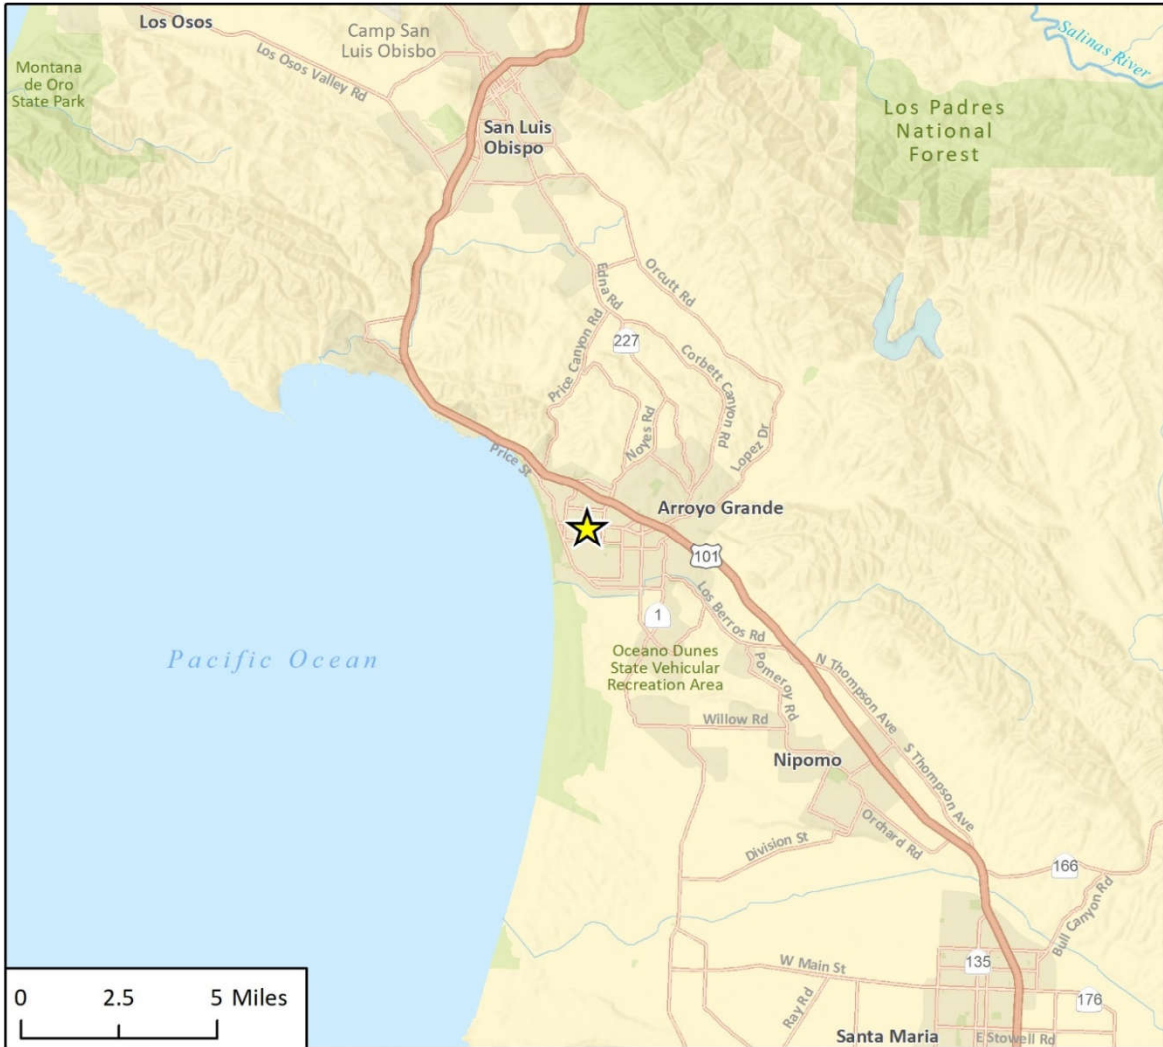 Los Osos
Camp San
Luis Obisbo
Salinas River
Montana
de Oro
State Park
Los Osos Valley Rd
Los Padres
National
Forest
San Luis
Obispo
Edna Rd
Orcutt Rd
Price Canyon Rd
227
Corbett Canyon Rd
Noyes Rd
Lopez Dr
Price St
Arroyo Grande
101
Los Berros Rd
1
Pacific Ocean
Oceano Dunes
State Vehicular
Recreation Area
Pomeroy Rd
N Thompson Ave
Willow Rd
S Thompson Ave
Nipomo
Orchard Rd
Division St
166
Bull Canyon Rd
W Main St
135
Ray Rd
176
0 2.5 5 Miles
Santa Maria
E Stowell Rd